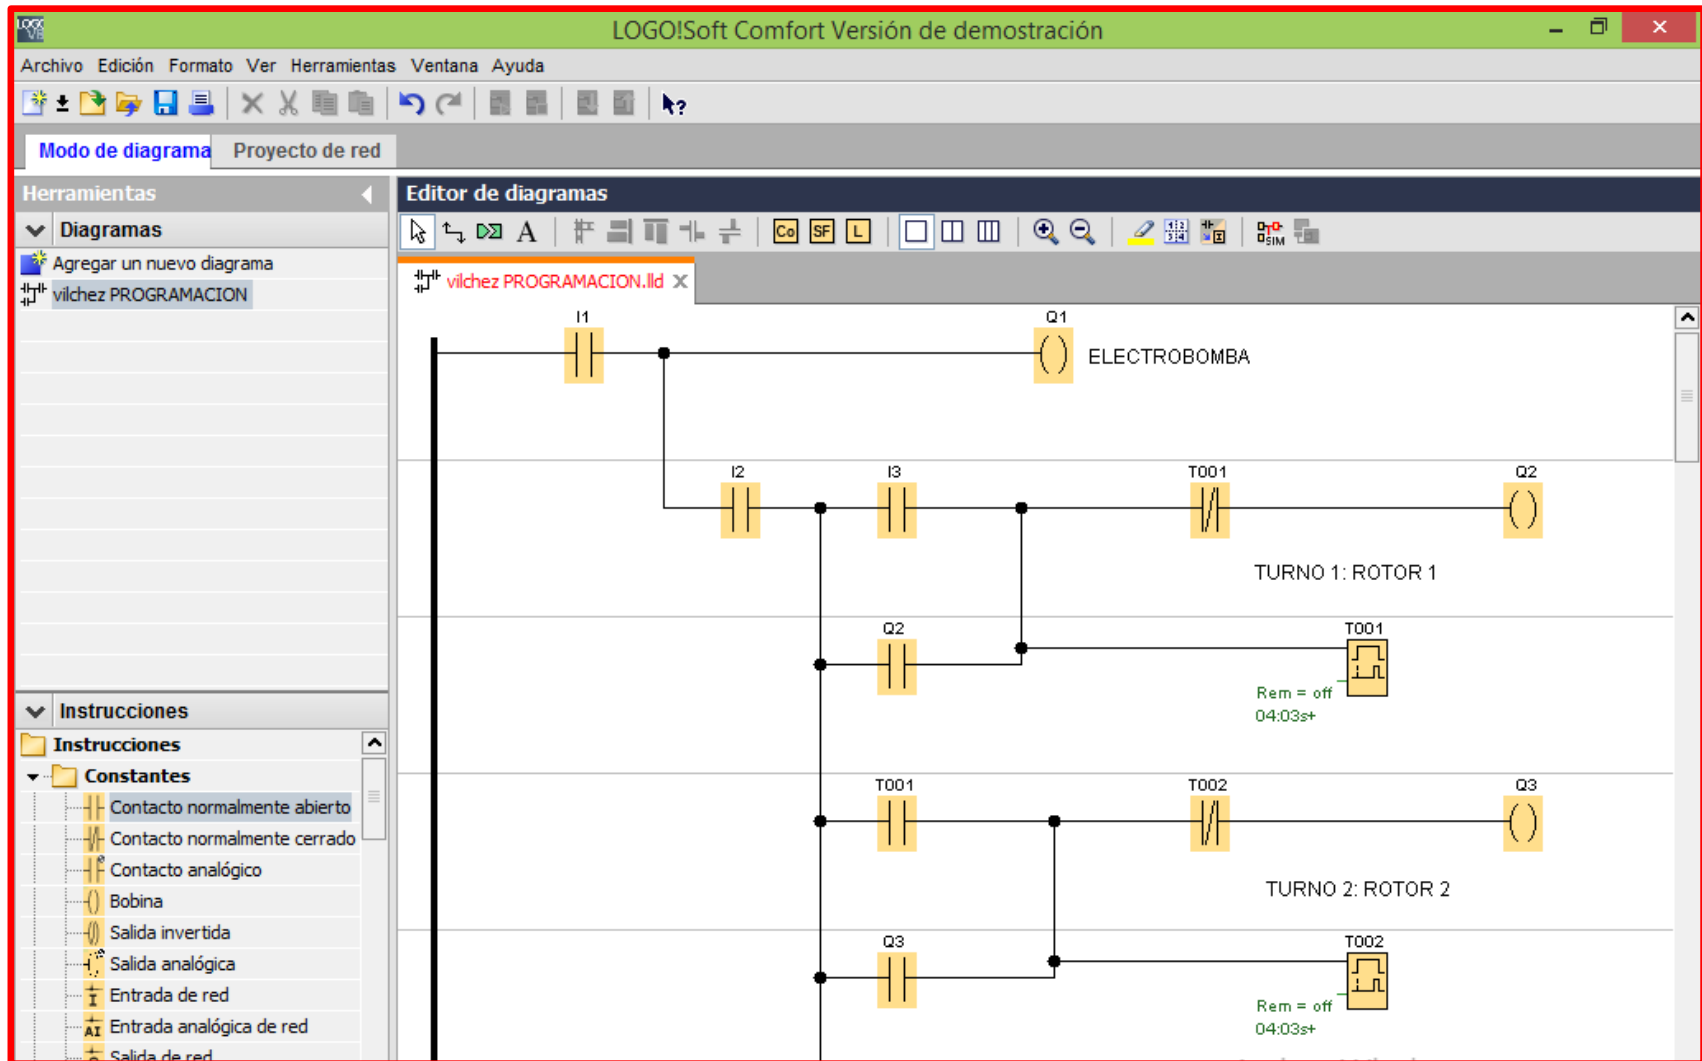 LOGO!Soft Comfort Versión de demostración
Archivo Edición Formato Ver Herramientas Ventana Ayuda
Modo de diagrama Proyecto de red
Herramientas
Diagramas
Agregar un nuevo diagrama
vilchez PROGRAMACION
Instrucciones
Instrucciones
Constantes
Contacto normalmente abierto
Contacto normalmente cerrado
Contacto analógico
Bobina
Salida invertida
Salida analógica
Entrada de red
Entrada analógica de red
Salida de red
Editor de diagramas
A Co SF L SIM
vilchez PROGRAMACION.lld
I1 Q1
ELECTROBOMBA
I2 I3 T001 Q2
TURNO 1: ROTOR 1
Q2 T001
Rem = off
04:03s+
T001 T002 Q3
TURNO 2: ROTOR 2
Q3 T002
Rem = off
04:03s+